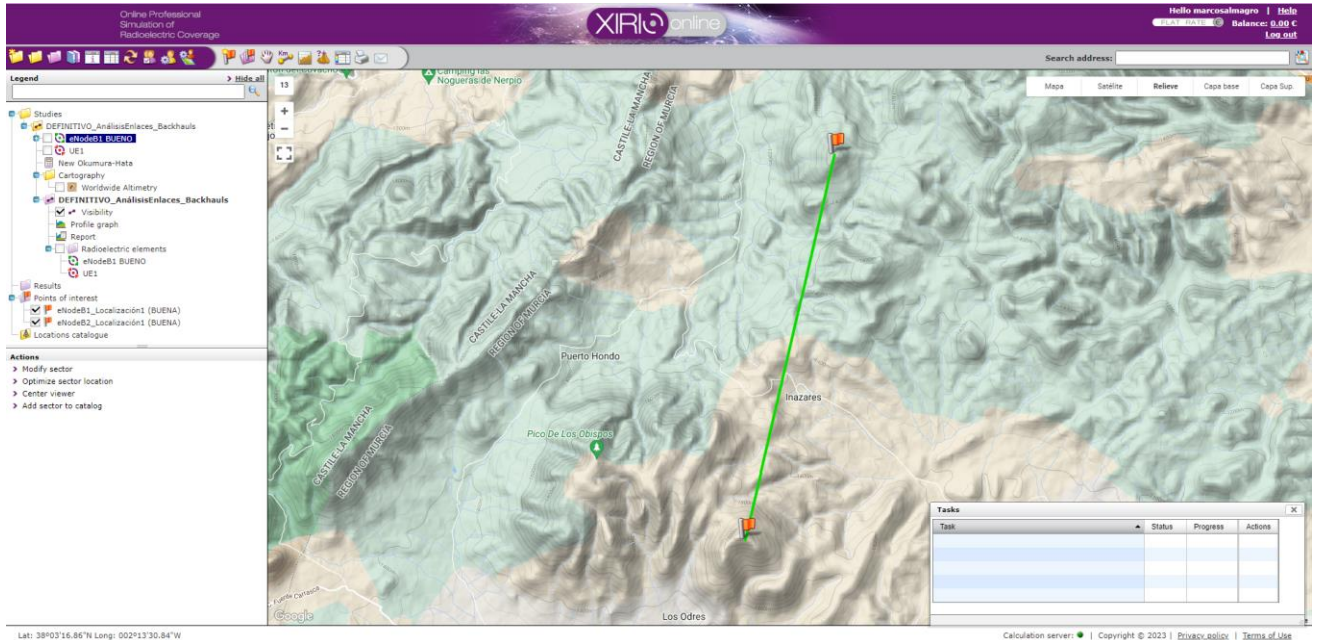 Online Professional
Simulation of
Radioelectric Coverage
XIRIO online
Hello marcosalmagro | Help
FLAT RATE Balance: 0.00 €
Log out
Search address:
Legend
> Hide all
Studies
DEFINITIVO_AnálisisEnlaces_Backhauls
eNodeB1 BUENO
UE1
New Okumura-Hata
Cartography
Worldwide Altimetry
DEFINITIVO_AnálisisEnlaces_Backhauls
Visibility
Profile graph
Report
Radioelectric elements
eNodeB1 BUENO
UE1
Results
Points of interest
eNodeB1_Localización1 (BUENA)
eNodeB2_Localización1 (BUENA)
Locations catalogue
Actions
> Modify sector
> Optimize sector location
> Center viewer
> Add sector to catalog
13
+
−
Camping las
Nogueras de Nerpio
Mapa Satélite Relieve Capa base Capa Sup.
CASTILE-LA MANCHA
REGION OF MURCIA
CASTILE-LA MANCHA
REGION OF MURCIA
Puerto Hondo
Inazares
CASTILE-LA MANCHA
REGION OF MURCIA
Pico De Los Obispos
Los Odres
Google
Tasks X
Task Status Progress Actions
Lat: 38º03'16.86"N Long: 002º13'30.84"W
Calculation server: | Copyright © 2023 | Privacy policy | Terms of Use